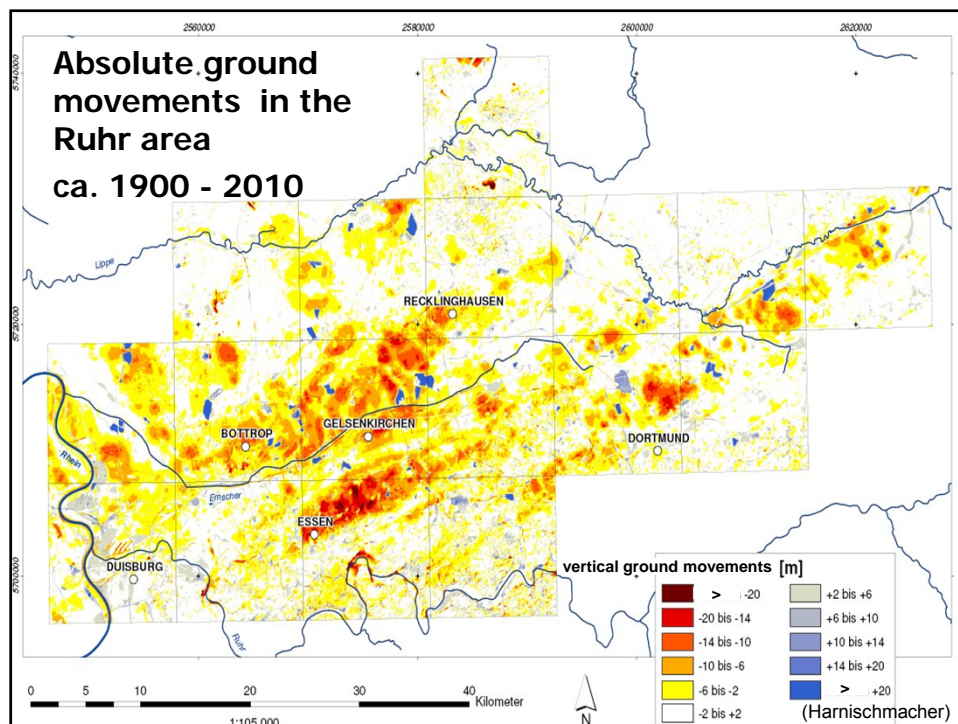 2560000
2580000
2600000
2620000
5740000
Absolute ground
movements in the
Ruhr area
ca. 1900 - 2010
Lippe
RECKLINGHAUSEN
5720000
GELSENKIRCHEN
BOTTROP
DORTMUND
Rhein
Emscher
ESSEN
DUISBURG
5700000
Ruhr
vertical ground movements [m]
> -20
-20 bis -14
-14 bis -10
-10 bis -6
-6 bis -2
-2 bis +2
+2 bis +6
+6 bis +10
+10 bis +14
+14 bis +20
> +20
(Harnischmacher)
0 5 10 20 30 40 Kilometer
1:105.000
N